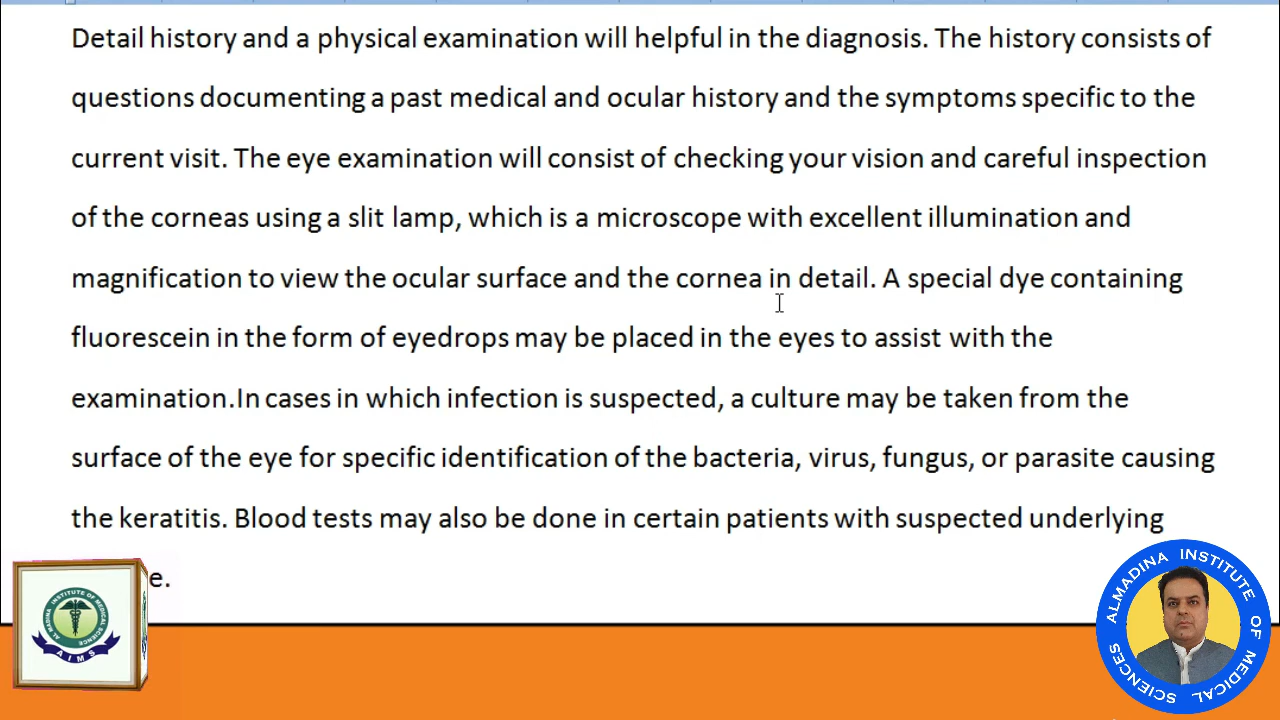 Detail history and a physical examination will helpful in the diagnosis. The history consists of
questions documenting a past medical and ocular history and the symptoms specific to the
current visit. The eye examination will consist of checking your vision and careful inspection
of the corneas using a slit lamp, which is a microscope with excellent illumination and
magnification to view the ocular surface and the cornea in detail. A special dye containing
fluorescein in the form of eyedrops may be placed in the eyes to assist with the
examination.In cases in which infection is suspected, a culture may be taken from the
surface of the eye for specific identification of the bacteria, virus, fungus, or parasite causing
the keratitis. Blood tests may also be done in certain patients with suspected underlying
e.
AL MADINA INSTITUTE OF MEDICAL SCIENCE
A I M S
ALMADINA INSTITUTE OF MEDICAL SCIENCES